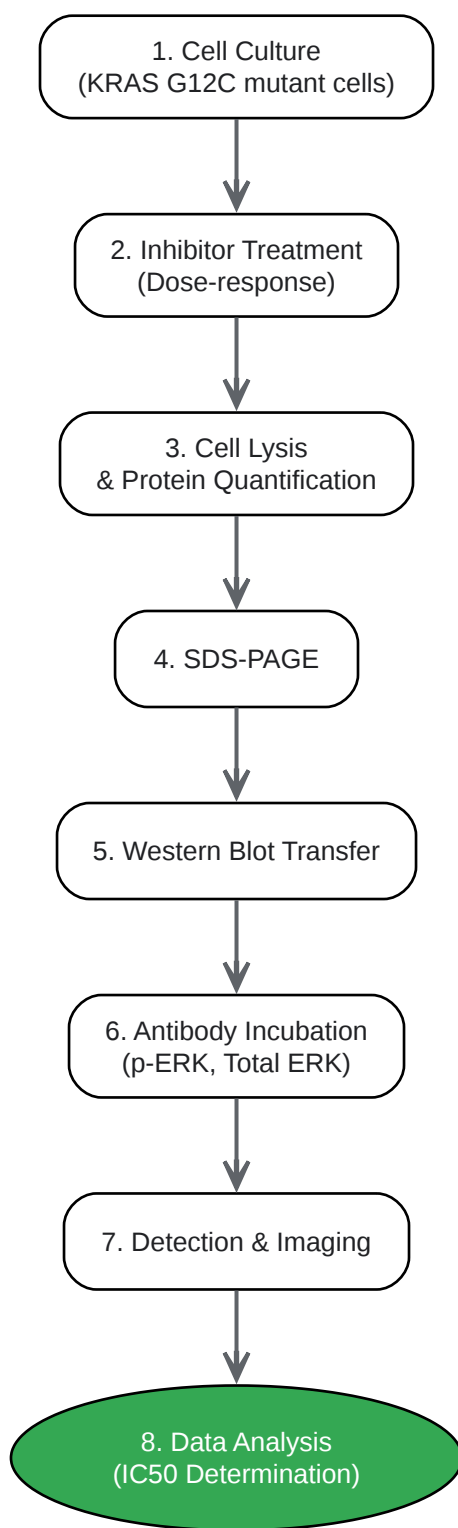 1. Cell Culture
(KRAS G12C mutant cells)
2. Inhibitor Treatment
(Dose-response)
3. Cell Lysis
& Protein Quantification
4. SDS-PAGE
5. Western Blot Transfer
6. Antibody Incubation
(p-ERK, Total ERK)
7. Detection & Imaging
8. Data Analysis
(IC50 Determination)